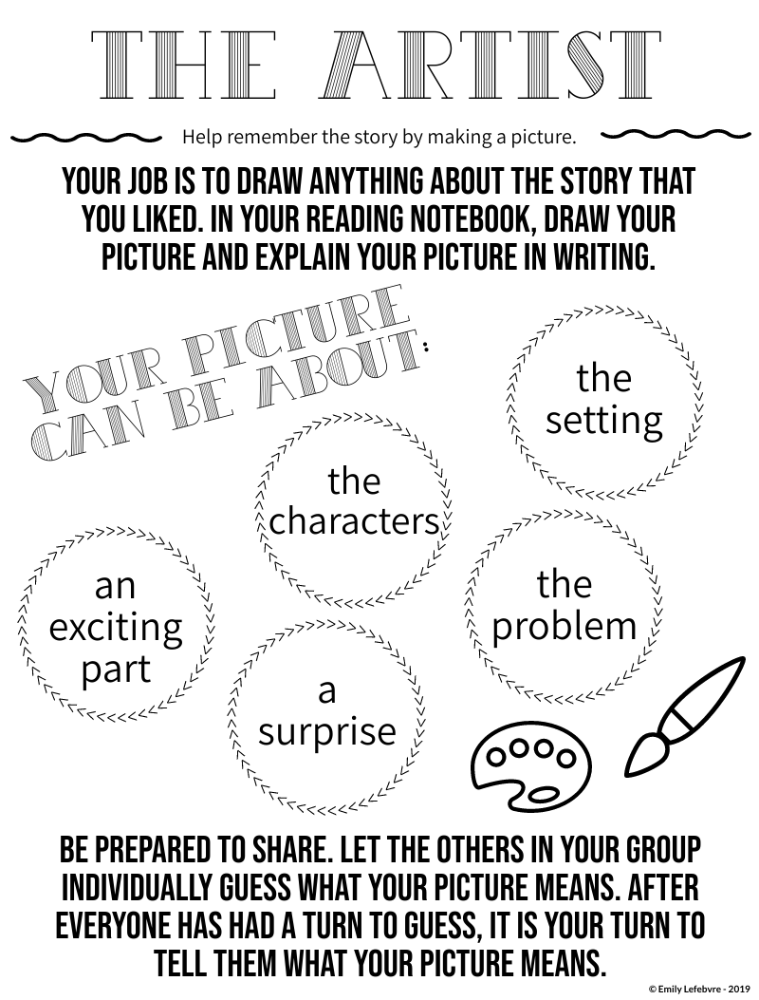 THE ARTIST
Help remember the story by making a picture.
YOUR JOB IS TO DRAW ANYTHING ABOUT THE STORY THAT
YOU LIKED. IN YOUR READING NOTEBOOK, DRAW YOUR
PICTURE AND EXPLAIN YOUR PICTURE IN WRITING.
YOUR PICTURE
CAN BE ABOUT:
the
setting
the
characters
an
exciting
part
the
problem
a
surprise
BE PREPARED TO SHARE. LET THE OTHERS IN YOUR GROUP
INDIVIDUALLY GUESS WHAT YOUR PICTURE MEANS. AFTER
EVERYONE HAS HAD A TURN TO GUESS, IT IS YOUR TURN TO
TELL THEM WHAT YOUR PICTURE MEANS.
© Emily Lefebvre - 2019